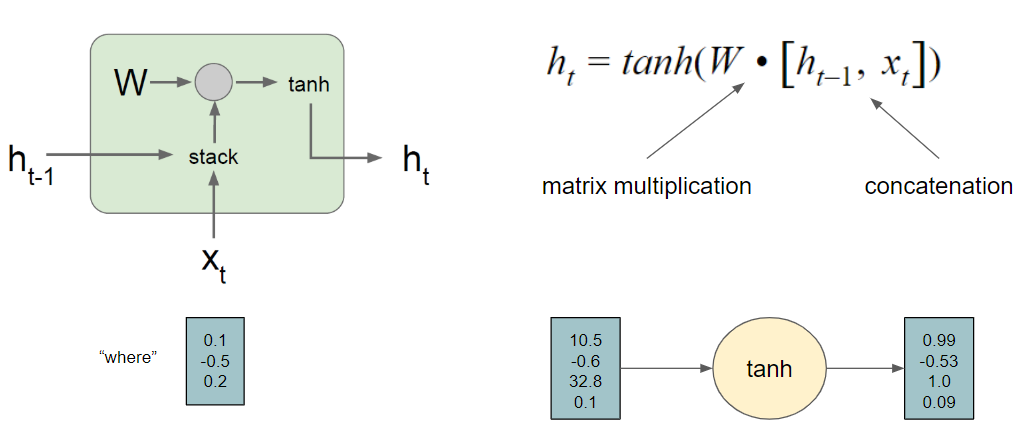 W
tanh
h_{t-1}
stack
h_t
x_t
“where”
0.1
-0.5
0.2
h_t = tanh(W • [h_{t–1}, x_t])
matrix multiplication
concatenation
10.5
-0.6
32.8
0.1
tanh
0.99
-0.53
1.0
0.09